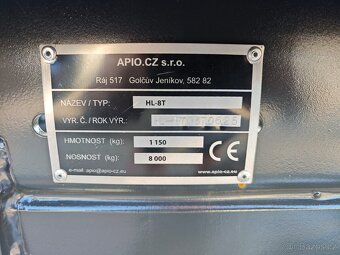 APIO.CZ s.r.o.
Ráj 517 Golčův Jeníkov, 582 82
NÁZEV / TYP: HL-8T
VÝR. Č. / ROK VÝR.:
HMOTNOST (kg): 1 150
NOSNOST (kg): 8 000
CE
e-mail: apio@apio-cz.eu www.apio-cz.eu